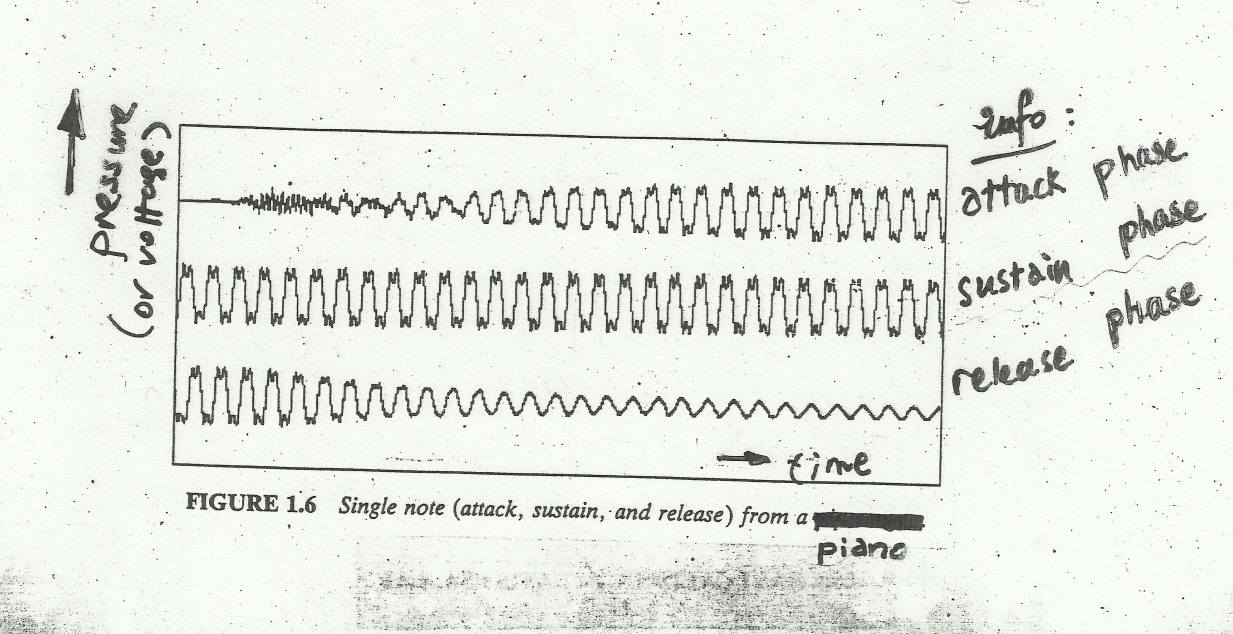 Pressure
(or voltage)
info :
attack phase
sustain phase
release phase
time
FIGURE 1.6 Single note (attack, sustain, and release) from a
piano